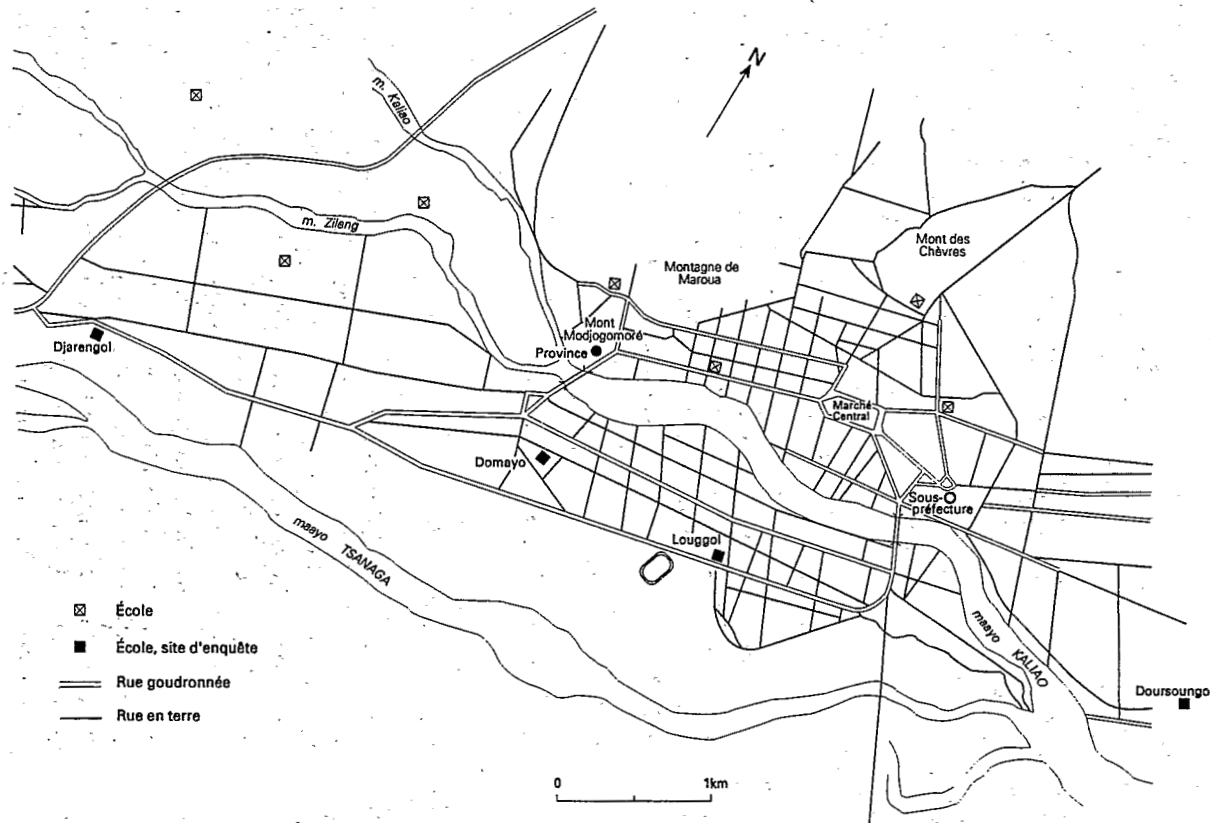 N
m. Kaliao
m. Zileng
Mont des
Chèvres
Montagne de
Maroua
Mont
Modjogomoré
Province
Djarengol
Marché
Central
Domayo
Sous-
préfecture
Louggol
maayo TSANAGA
maayo KALIAO
Doursoungo
École
École, site d'enquête
Rue goudronnée
Rue en terre
0 1km